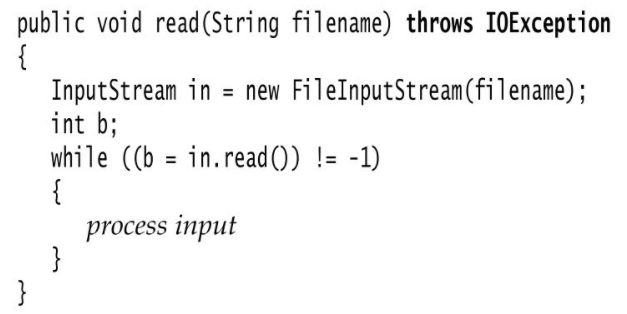 public void read(String filename) throws IOException
{
InputStream in = new FileInputStream(filename);
int b;
while ((b = in.read()) != -1)
{
process input
}
}